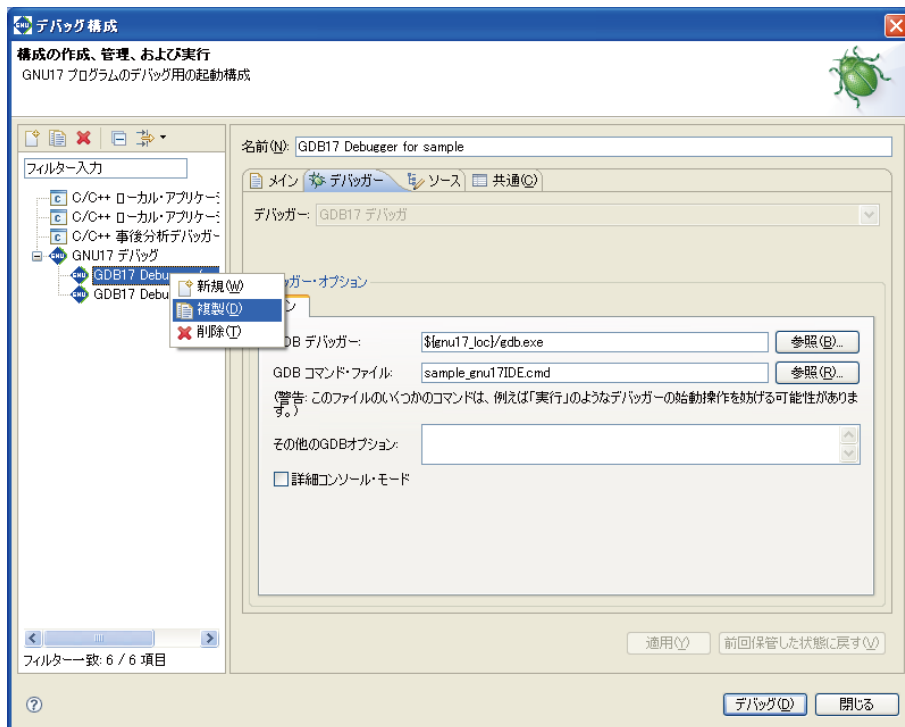 デバッグ構成
構成の作成、管理、および実行
GNU17 プログラムのデバッグ用の起動構成
フィルター入力
C/C++ ローカル・アプリケーシ
C/C++ ローカル・アプリケーシ
C/C++ 事後分析デバッガー
GNU17 デバッグ
GDB17 Debu
GDB17 Debu
新規(W)
複製(D)
削除(T)
フィルター一致: 6 / 6 項目
名前(N): GDB17 Debugger for sample
メイン デバッガー ソース 共通(C)
デバッガー: GDB17 デバッガ
ガー・オプション
ン
DB デバッガー: ${gnu17_loc}/gdb.exe 参照(B)...
GDB コマンド・ファイル: sample_gnu17IDE.cmd 参照(R)...
(警告: このファイルのいくつかのコマンドは、例えば「実行」のようなデバッガーの始動操作を妨げる可能性がありま
す。)
その他のGDBオプション:
詳細コンソール・モード
適用(Y) 前回保管した状態に戻す(V)
デバッグ(D) 閉じる